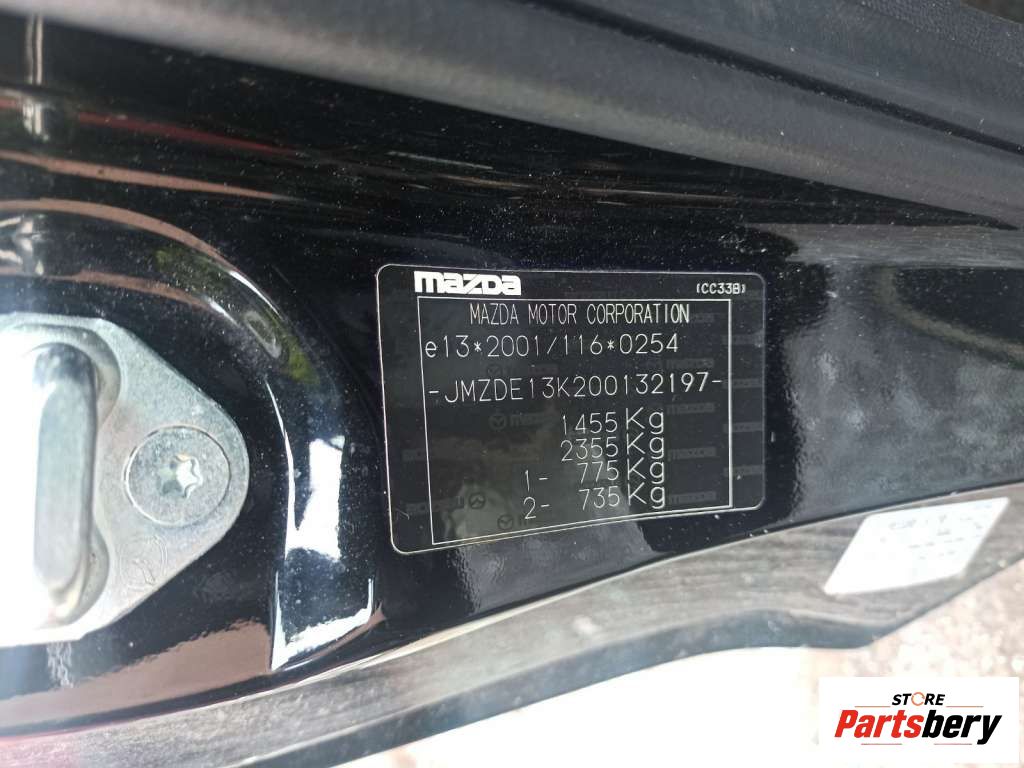 mazda
(CC33B)
MAZDA MOTOR CORPORATION
e13*2001/116*0254
-JMZDE13K200132197-
1455 Kg
2355 Kg
1- 775 Kg
2- 735 Kg
STORE
Partsbery